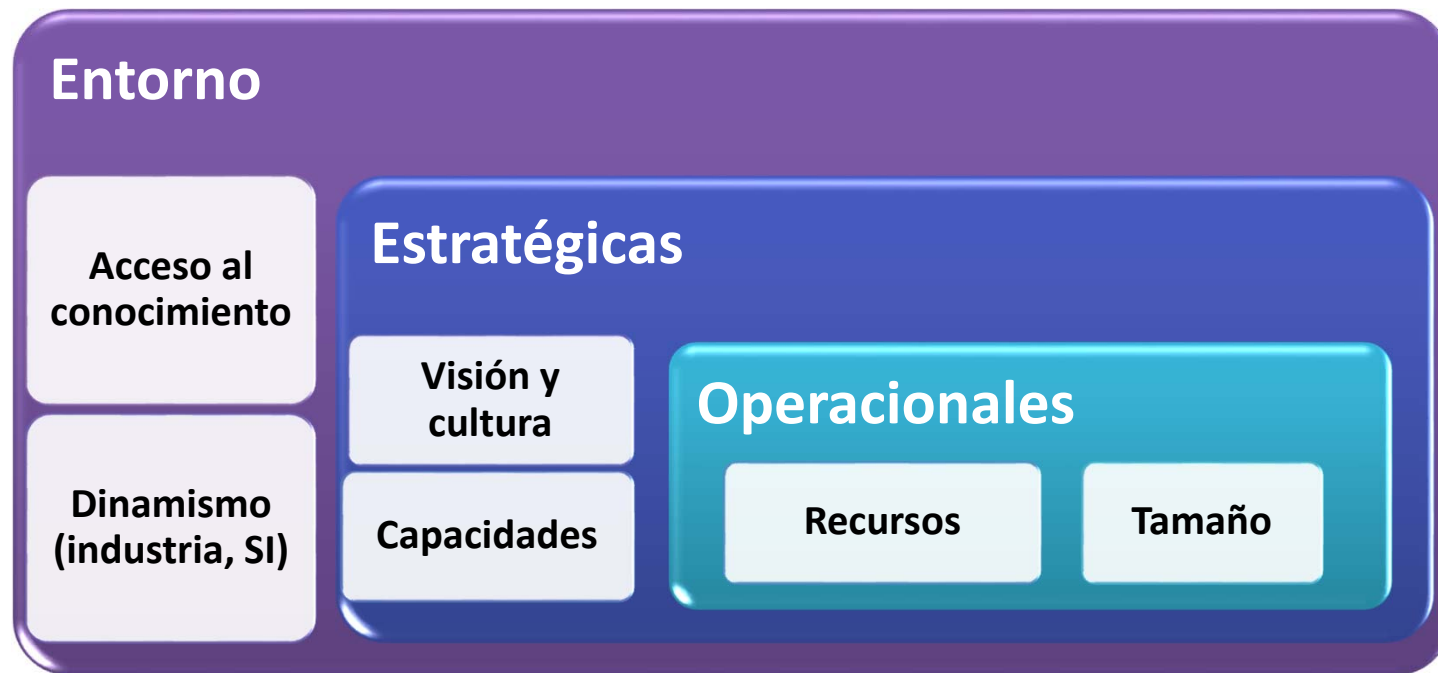 Entorno
Acceso al
conocimiento
Dinamismo
(industria, SI)
Estratégicas
Visión y
cultura
Capacidades
Operacionales
Recursos
Tamaño